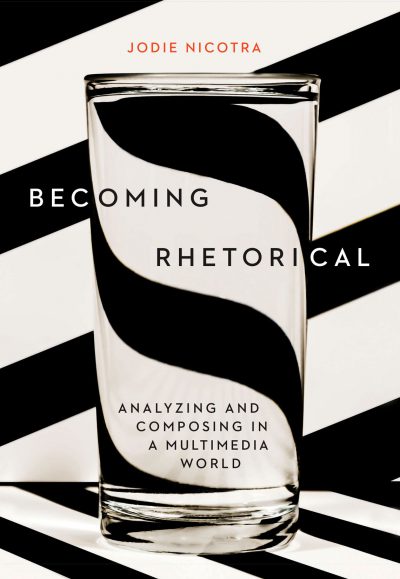 JODIE NICOTRA
BECOMING
RHETORICAL
ANALYZING AND
COMPOSING IN
A MULTIMEDIA
WORLD